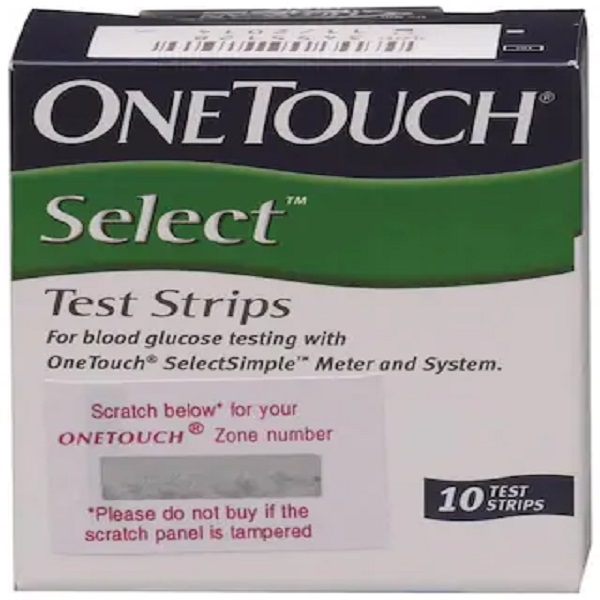 ONETOUCH®
Select™
Test Strips
For blood glucose testing with
OneTouch® SelectSimple™ Meter and System.
Scratch below* for your
ONETOUCH® Zone number
*Please do not buy if the
scratch panel is tampered
10 TEST
STRIPS